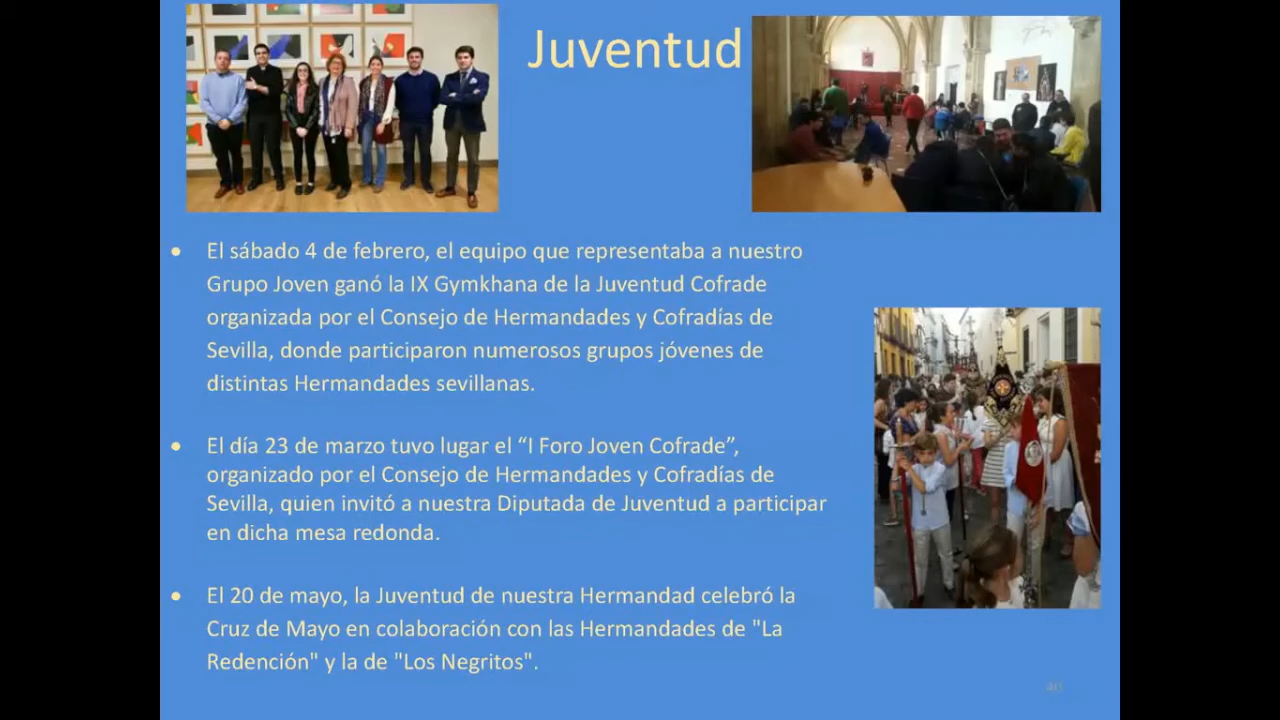 Juventud
El sábado 4 de febrero, el equipo que representaba a nuestro
Grupo Joven ganó la IX Gymkhana de la Juventud Cofrade
organizada por el Consejo de Hermandades y Cofradías de
Sevilla, donde participaron numerosos grupos jóvenes de
distintas Hermandades sevillanas.
El día 23 de marzo tuvo lugar el “I Foro Joven Cofrade”,
organizado por el Consejo de Hermandades y Cofradías de
Sevilla, quien invitó a nuestra Diputada de Juventud a participar
en dicha mesa redonda.
El 20 de mayo, la Juventud de nuestra Hermandad celebró la
Cruz de Mayo en colaboración con las Hermandades de "La
Redención" y la de "Los Negritos".